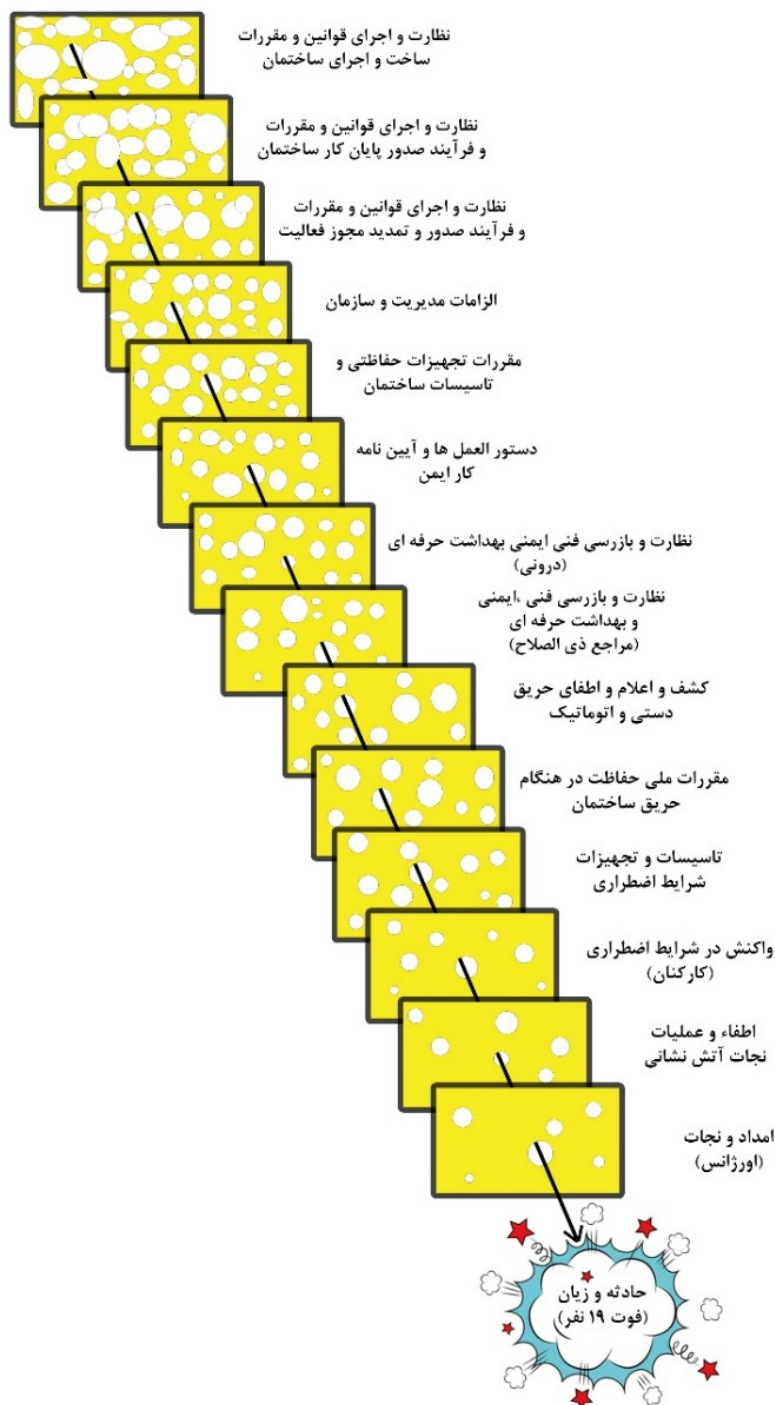 نظارت و اجرای قوانین و مقررات
ساخت و اجرای ساختمان
نظارت و اجرای قوانین و مقررات
و فرآیند صدور پایان کار ساختمان
نظارت و اجرای قوانین و مقررات
و فرآیند صدور و تمدید مجوز فعالیت
الزامات مدیریت و سازمان
مقررات تجهیزات حفاظتی و
تاسیسات ساختمان
دستور العمل ها و آیین نامه
کار ایمن
نظارت و بازرسی فنی ایمنی بهداشت حرفه ای
(درونی)
نظارت و بازرسی فنی ،ایمنی
و بهداشت حرفه ای
(مراجع ذی الصلاح)
کشف و اعلام و اطفای حریق
دستی و اتوماتیک
مقررات ملی حفاظت در هنگام
حریق ساختمان
تاسیسات و تجهیزات
شرایط اضطراری
واکنش در شرایط اضطراری
(کارکنان)
اطفاء و عملیات
نجات آتش نشانی
امداد و نجات
(اورژانس)
حادثه و زیان
(فوت ۱۹ نفر)